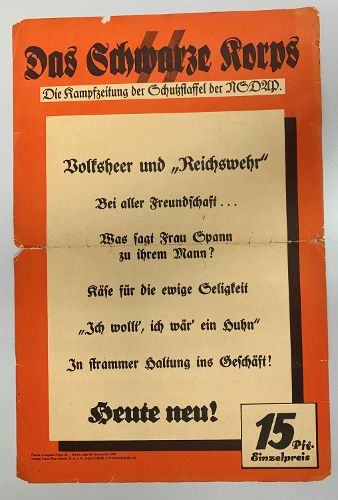 Das Schwarze Korps
Die Kampfzeitung der Schutzstaffel der NSDAP.
Volksheer und „Reichswehr“
Bei aller Freundschaft...
Was sagt Frau Spann
zu ihrem Mann?
Käse für die ewige Seligkeit
„Ich wollt', ich wär' ein Huhn“
In strammer Haltung ins Geschäft!
Heute neu!
15 Pfg.
Einzelpreis